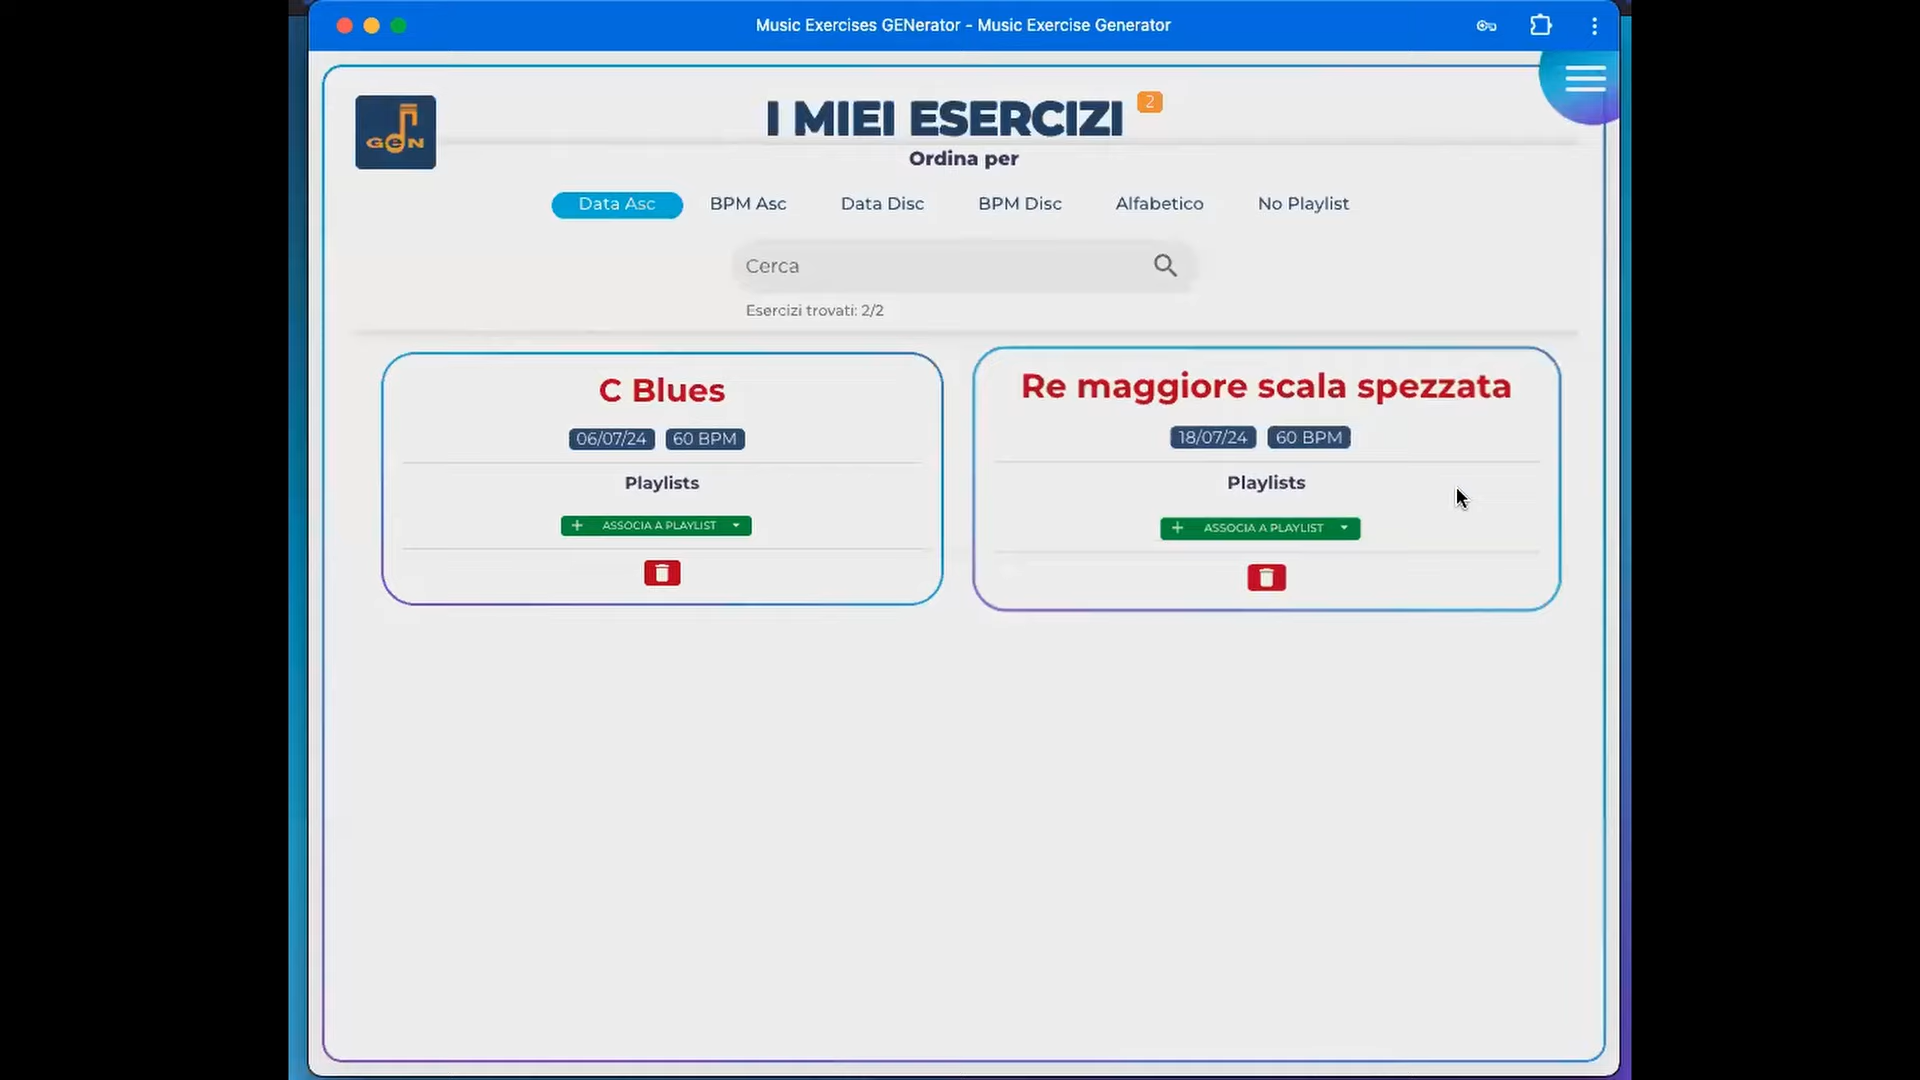 Music Exercises GENerator - Music Exercise Generator
GeN
I MIEI ESERCIZI 2
Ordina per
Data Asc BPM Asc Data Disc BPM Disc Alfabetico No Playlist
Cerca
Esercizi trovati: 2/2
C Blues
06/07/24 60 BPM
Playlists
+ ASSOCIA A PLAYLIST
Re maggiore scala spezzata
18/07/24 60 BPM
Playlists
+ ASSOCIA A PLAYLIST